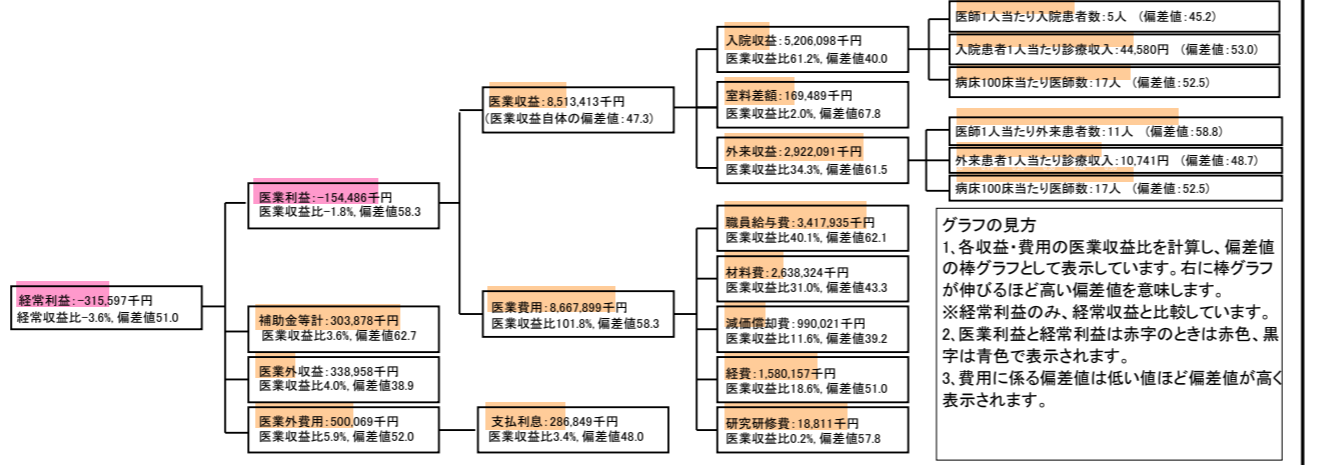 経常利益:-315,597千円
経常収益比-3.6%, 偏差値51.0
医業利益:-154,486千円
医業収益比-1.8%, 偏差値58.3
補助金等計:303,878千円
医業収益比3.6%, 偏差値62.7
医業外収益:338,958千円
医業収益比4.0%, 偏差値38.9
医業外費用:500,069千円
医業収益比5.9%, 偏差値52.0
支払利息:286,849千円
医業収益比3.4%, 偏差値48.0
医業収益:8,513,413千円
(医業収益自体の偏差値:47.3)
医業費用:8,667,899千円
医業収益比101.8%, 偏差値58.3
入院収益:5,206,098千円
医業収益比61.2%, 偏差値40.0
室料差額:169,489千円
医業収益比2.0%, 偏差値67.8
外来収益:2,922,091千円
医業収益比34.3%, 偏差値61.5
職員給与費:3,417,935千円
医業収益比40.1%, 偏差値62.1
材料費:2,638,324千円
医業収益比31.0%, 偏差値43.3
減価償却費:990,021千円
医業収益比11.6%, 偏差値39.2
経費:1,580,157千円
医業収益比18.6%, 偏差値51.0
研究研修費:18,811千円
医業収益比0.2%, 偏差値57.8
医師1人当たり入院患者数:5人 (偏差値:45.2)
入院患者1人当たり診療収入:44,580円 (偏差値:53.0)
病床100床当たり医師数:17人 (偏差値:52.5)
医師1人当たり外来患者数:11人 (偏差値:58.8)
外来患者1人当たり診療収入:10,741円 (偏差値:48.7)
病床100床当たり医師数:17人 (偏差値:52.5)
グラフの見方
1、各収益・費用の医業収益比を計算し、偏差値
の棒グラフとして表示しています。右に棒グラフ
が伸びるほど高い偏差値を意味します。
※経常利益のみ、経常収益と比較しています。
2、医業利益と経常利益は赤字のときは赤色、黒
字は青色で表示されます。
3、費用に係る偏差値は低い値ほど偏差値が高く
表示されます。